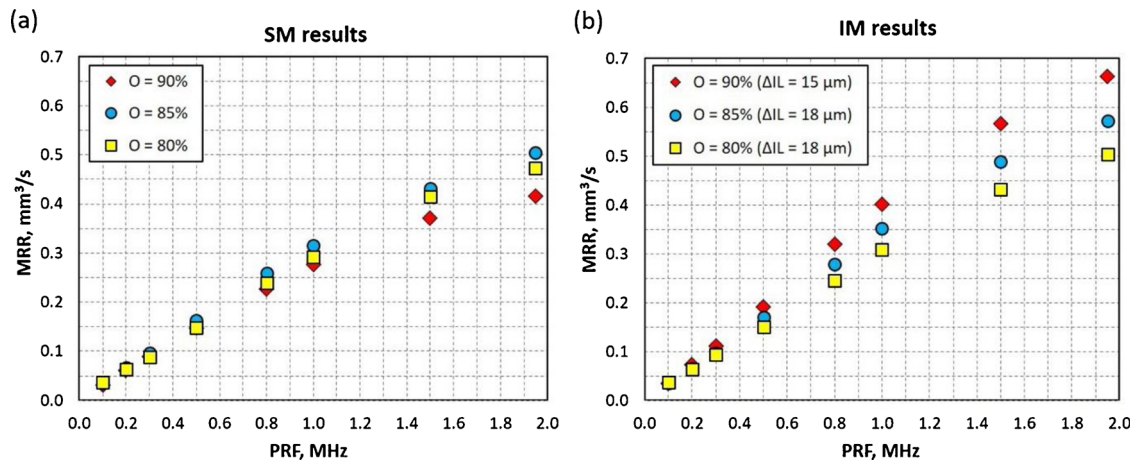 (a)
SM results
MRR, mm³/s
0.7
0.6
0.5
0.4
0.3
0.2
0.1
0.0
O = 90%
O = 85%
O = 80%
0.0 0.2 0.4 0.6 0.8 1.0 1.2 1.4 1.6 1.8 2.0
PRF, MHz
(b)
IM results
MRR, mm³/s
0.7
0.6
0.5
0.4
0.3
0.2
0.1
0.0
O = 90% (ΔIL = 15 μm)
O = 85% (ΔIL = 18 μm)
O = 80% (ΔIL = 18 μm)
0.0 0.2 0.4 0.6 0.8 1.0 1.2 1.4 1.6 1.8 2.0
PRF, MHz